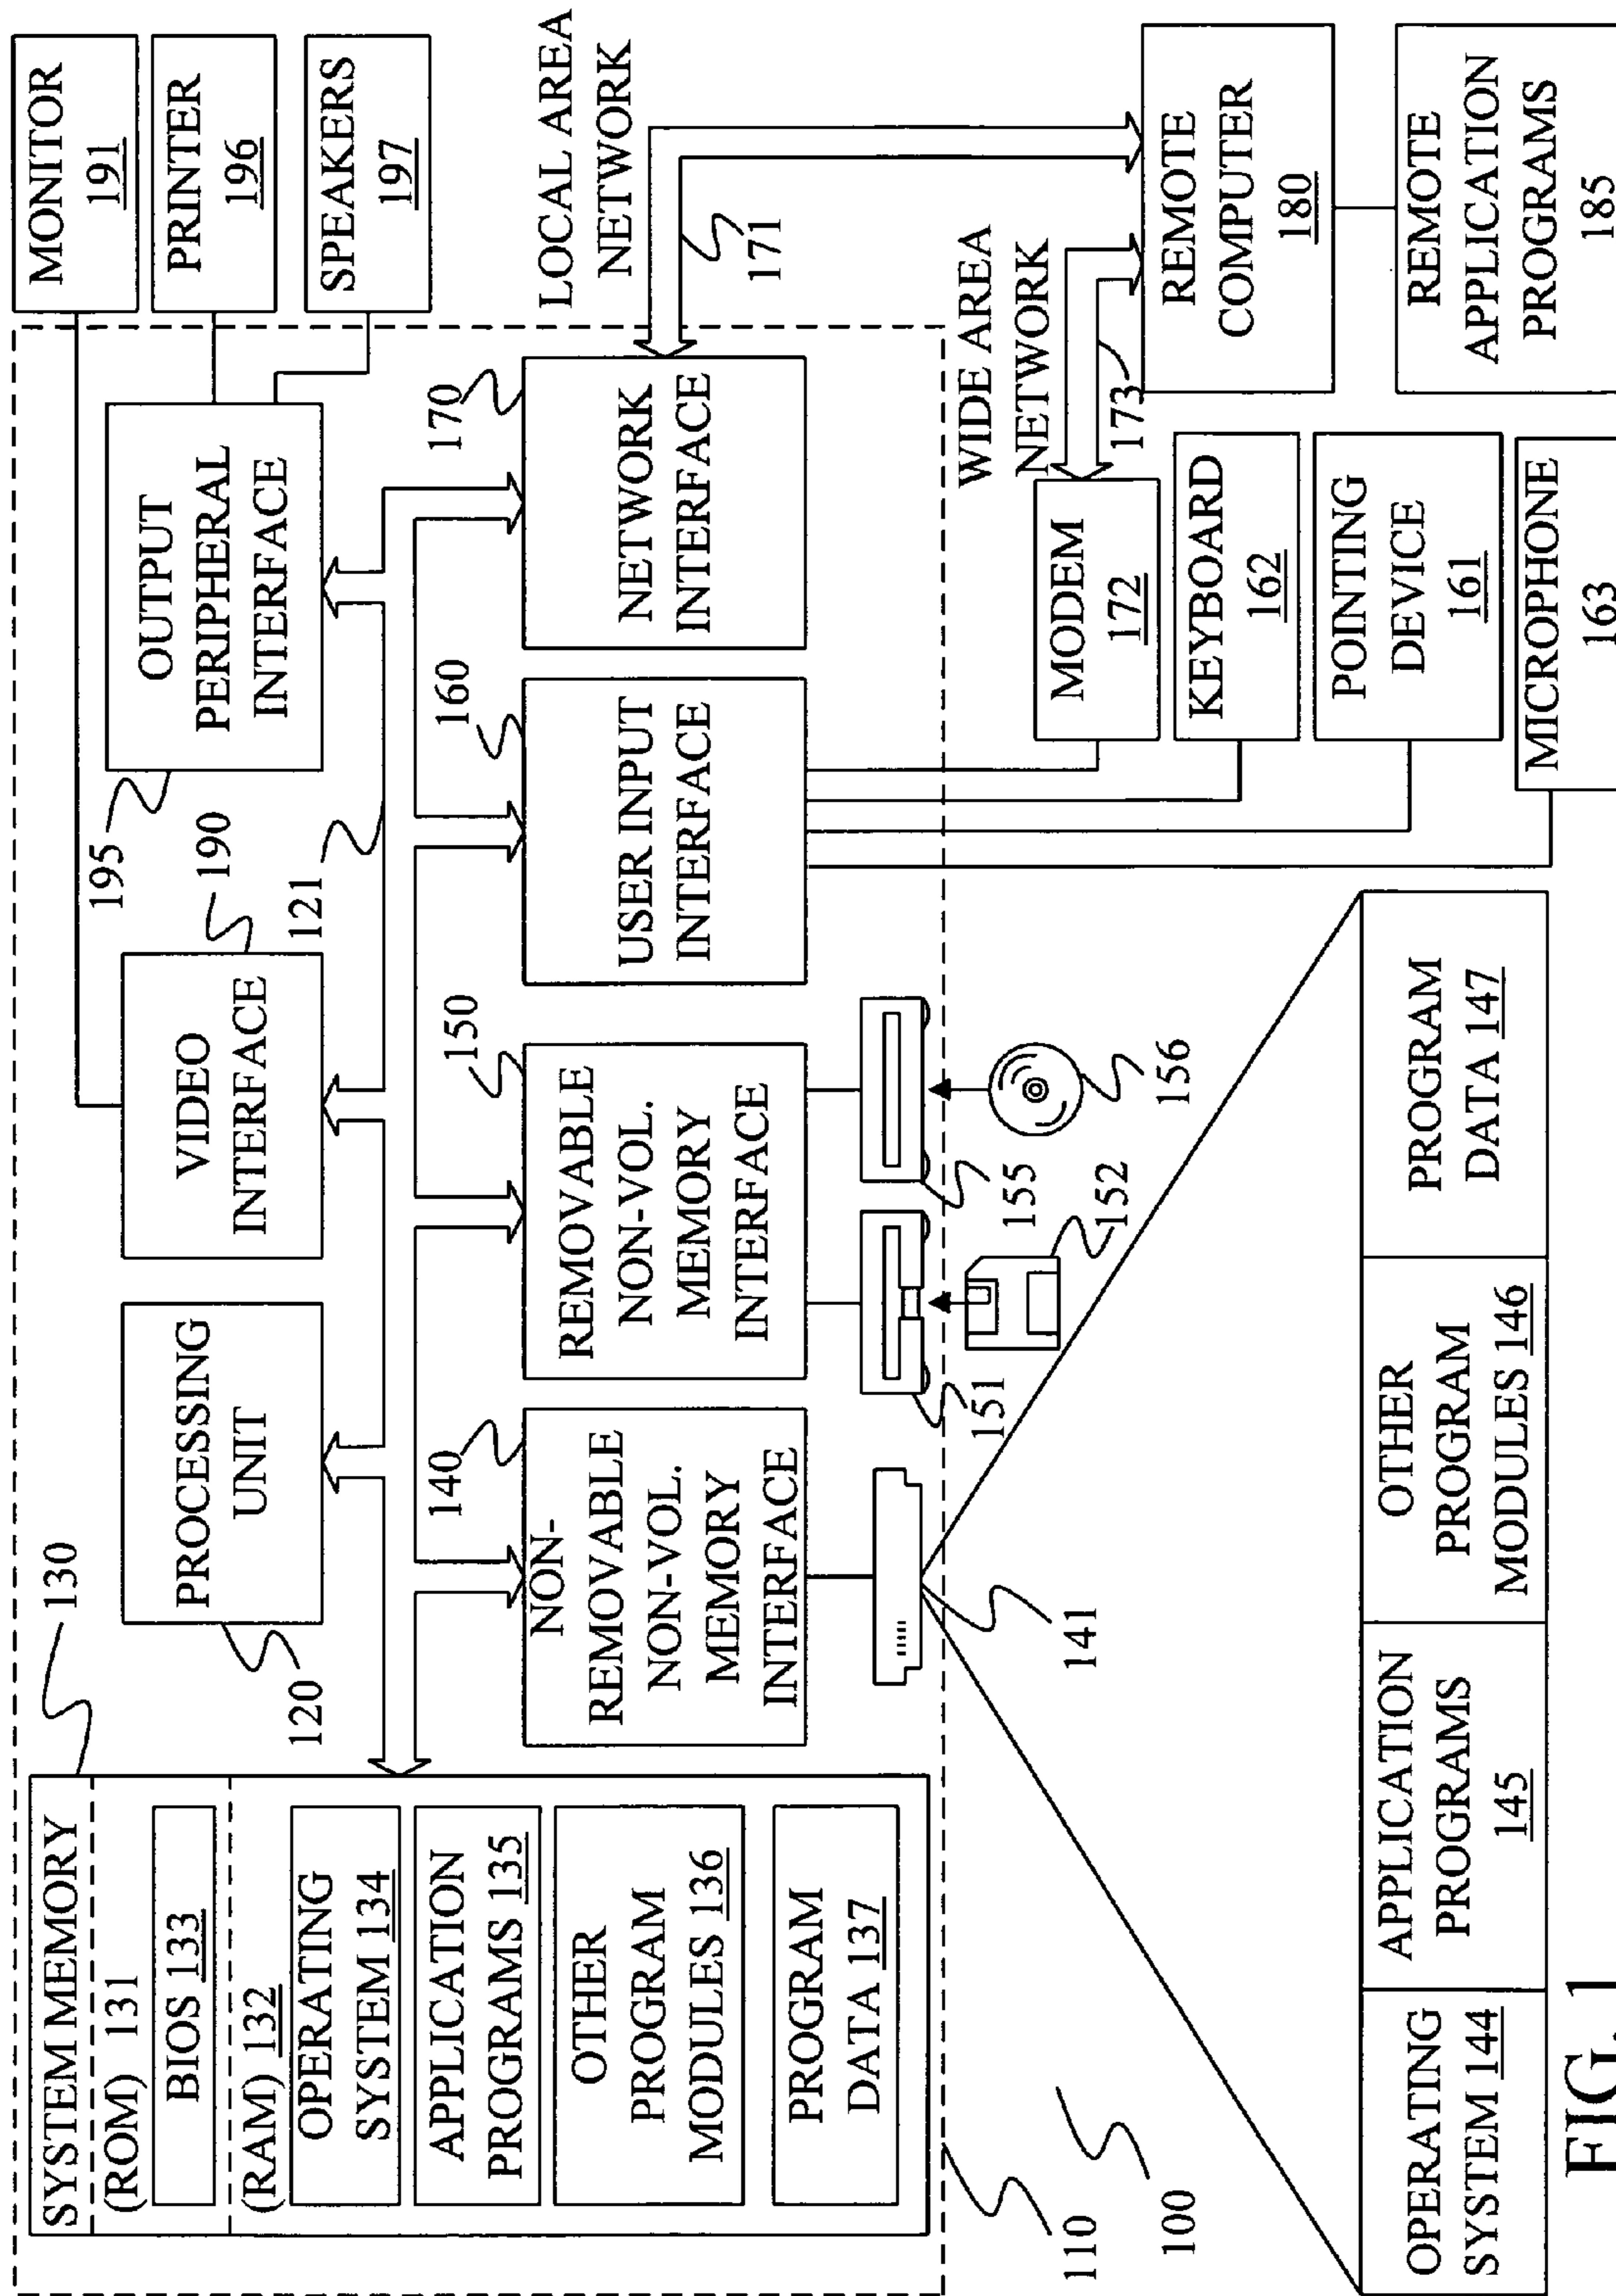 SYSTEM MEMORY
(ROM) 131
BIOS 133
(RAM) 132
OPERATING
SYSTEM 134
APPLICATION
PROGRAMS 135
OTHER
PROGRAM
MODULES 136
PROGRAM
DATA 137
130
PROCESSING
UNIT
120
VIDEO
INTERFACE
190
121
OUTPUT
PERIPHERAL
INTERFACE
195
MONITOR
191
PRINTER
196
SPEAKERS
197
NON-
REMOVABLE
NON-VOL.
MEMORY
INTERFACE
140
REMOVABLE
NON-VOL.
MEMORY
INTERFACE
150
USER INPUT
INTERFACE
160
NETWORK
INTERFACE
170
LOCAL AREA
NETWORK
171
141
151
152
155
156
WIDE AREA
NETWORK
173
MODEM
172
KEYBOARD
162
POINTING
DEVICE
161
MICROPHONE
163
REMOTE
COMPUTER
180
REMOTE
APPLICATION
PROGRAMS
185
110
100
OPERATING
SYSTEM 144
APPLICATION
PROGRAMS
145
OTHER
PROGRAM
MODULES 146
PROGRAM
DATA 147
FIG. 1